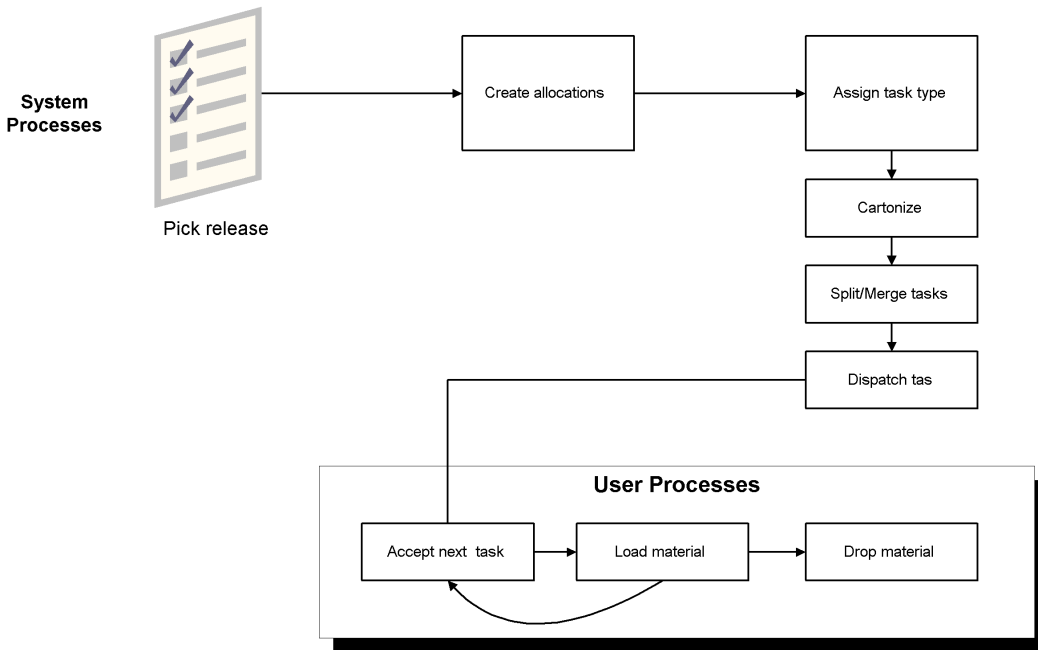 System
Processes
Pick release
Create allocations
Assign task type
Cartonize
Split/Merge tasks
Dispatch tas
User Processes
Accept next  task
Load material
Drop material